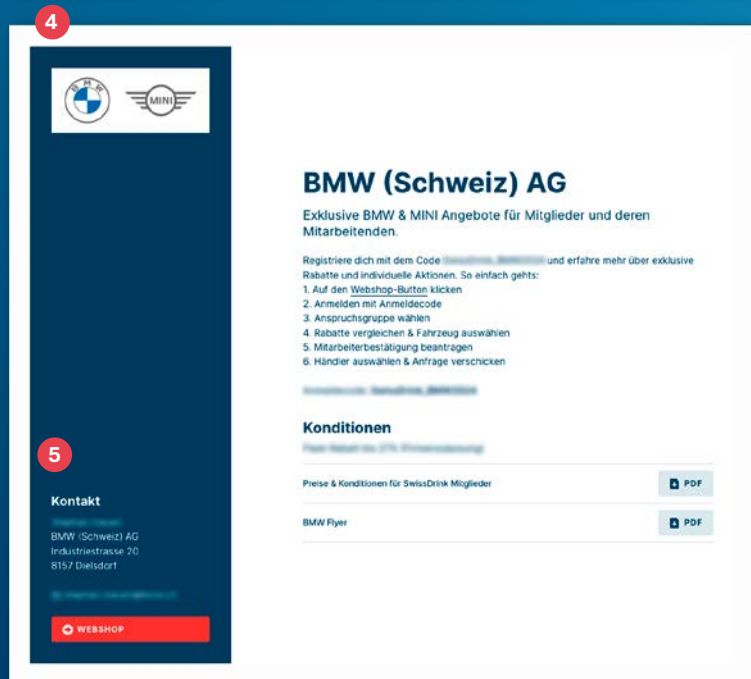 4
BMW
MINI
BMW (Schweiz) AG
Exklusive BMW & MINI Angebote für Mitglieder und deren
Mitarbeitenden.
Registriere dich mit dem Code und erfahre mehr über exklusive
Rabatte und individuelle Aktionen. So einfach gehts:
1. Auf den Webshop-Button klicken
2. Anmelden mit Anmeldecode
3. Anspruchsgruppe wählen
4. Rabatte vergleichen & Fahrzeug auswählen
5. Mitarbeiterbestätigung beantragen
6. Händler auswählen & Anfrage verschicken
Konditionen
Preise & Konditionen für SwissDrink Mitglieder PDF
BMW Flyer PDF
5
Kontakt
BMW (Schweiz) AG
Industriestrasse 20
8157 Dielsdorf
WEBSHOP